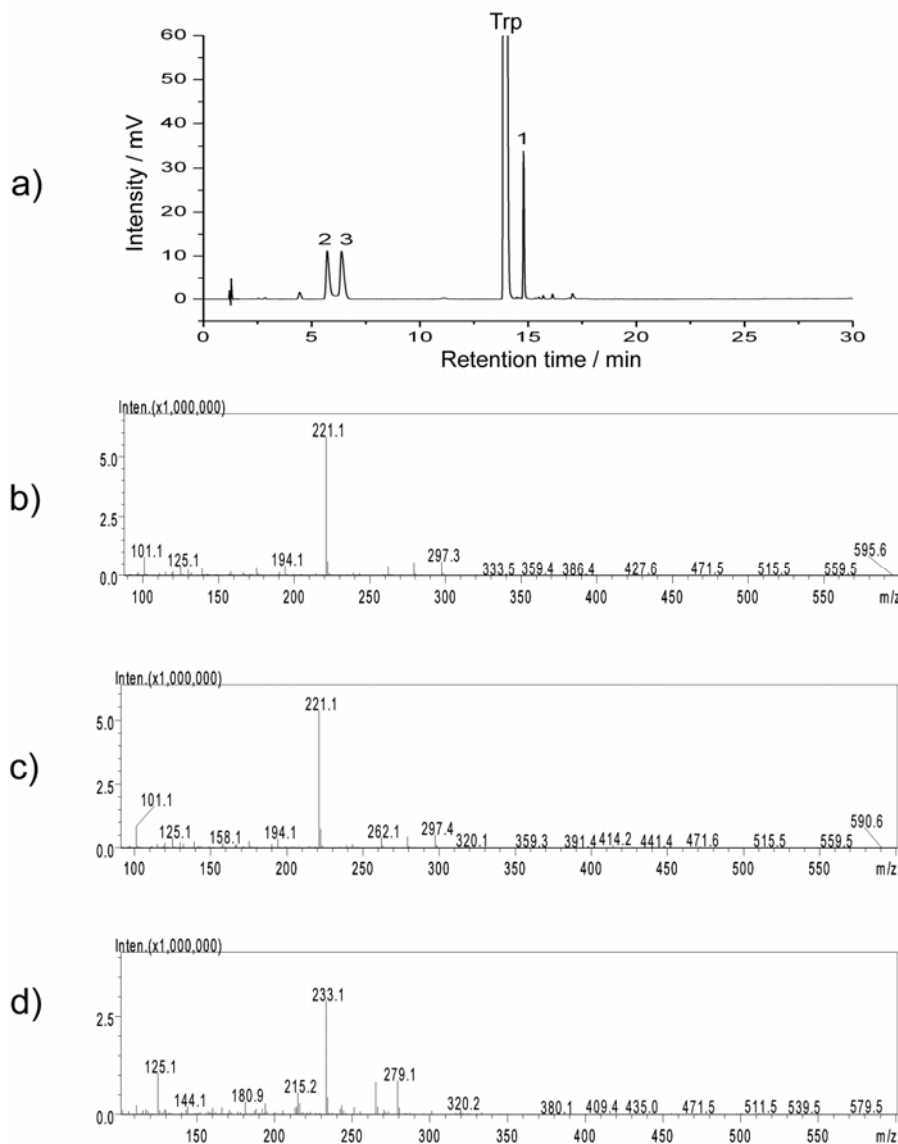 a)
Trp
Intensity / mV
60
50
40
30
20
10
0
1
2 3
0 5 10 15 20 25 30
Retention time / min
b)
Inten.(x1,000,000)
5.0
2.5
0.0
221.1
101.1
125.1
194.1
297.3
333.5 359.4 386.4 427.6 471.5 515.5 559.5
595.6
100 150 200 250 300 350 400 450 500 550 m/z
c)
Inten.(x1,000,000)
5.0
2.5
0.0
221.1
101.1
125.1
158.1
194.1
262.1
297.4
320.1 359.3 391.4 414.2 441.4 471.6 515.5 559.5
590.6
100 150 200 250 300 350 400 450 500 550 m/z
d)
Inten.(x1,000,000)
2.5
0.0
233.1
125.1
144.1
180.9
215.2
279.1
320.2 380.1 409.4 435.0 471.5 511.5 539.5 579.5
100 150 200 250 300 350 400 450 500 550 m/z